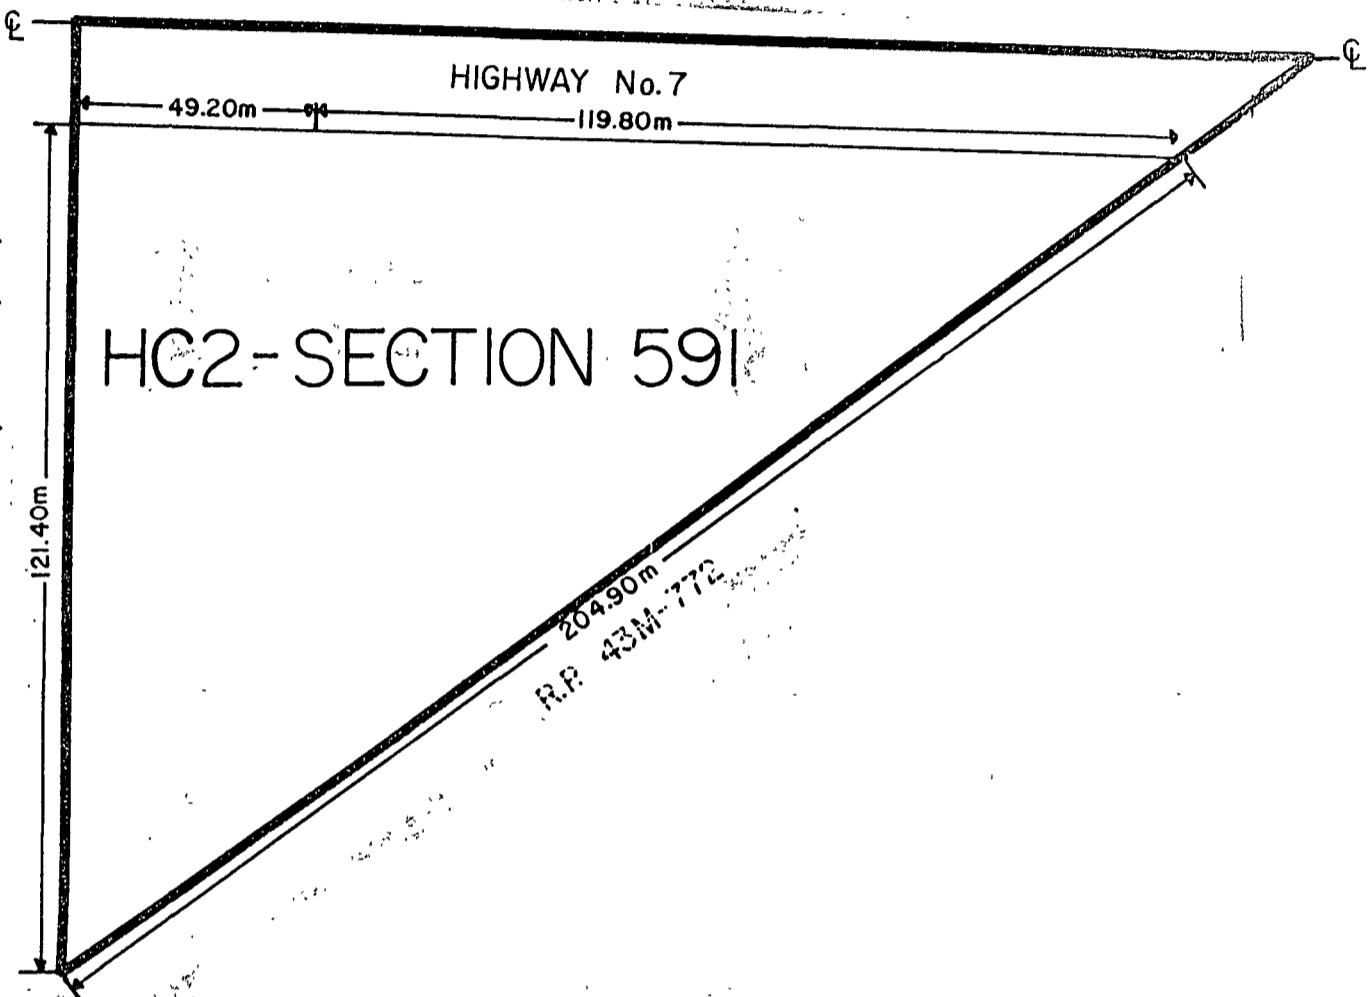 ℄ ℄
HIGHWAY No. 7
49.20m 119.80m
HC2-SECTION 591
121.40m
204.90m
R.P. 43M-772